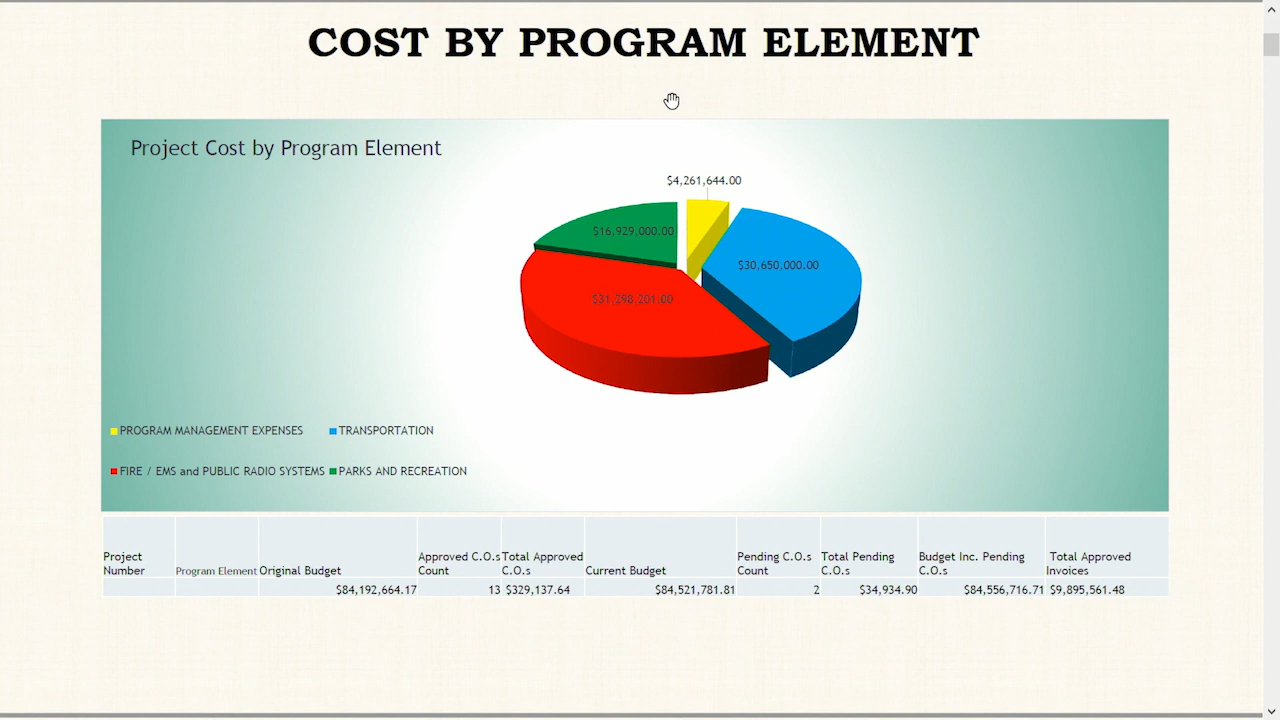 COST BY PROGRAM ELEMENT
Project Cost by Program Element
$4,261,644.00
$16,929,000.00
$30,650,000.00
$31,298,201.00
PROGRAM MANAGEMENT EXPENSES TRANSPORTATION
FIRE / EMS and PUBLIC RADIO SYSTEMS PARKS AND RECREATION
Project Number Program Element Original Budget Approved C.O.s Count Total Approved C.O.s Current Budget Pending C.O.s Count Total Pending C.O.s Budget Inc. Pending C.O.s Total Approved Invoices
$84,192,664.17 13 $329,137.64 $84,521,781.81 2 $34,934.90 $84,556,716.71 $9,895,561.48